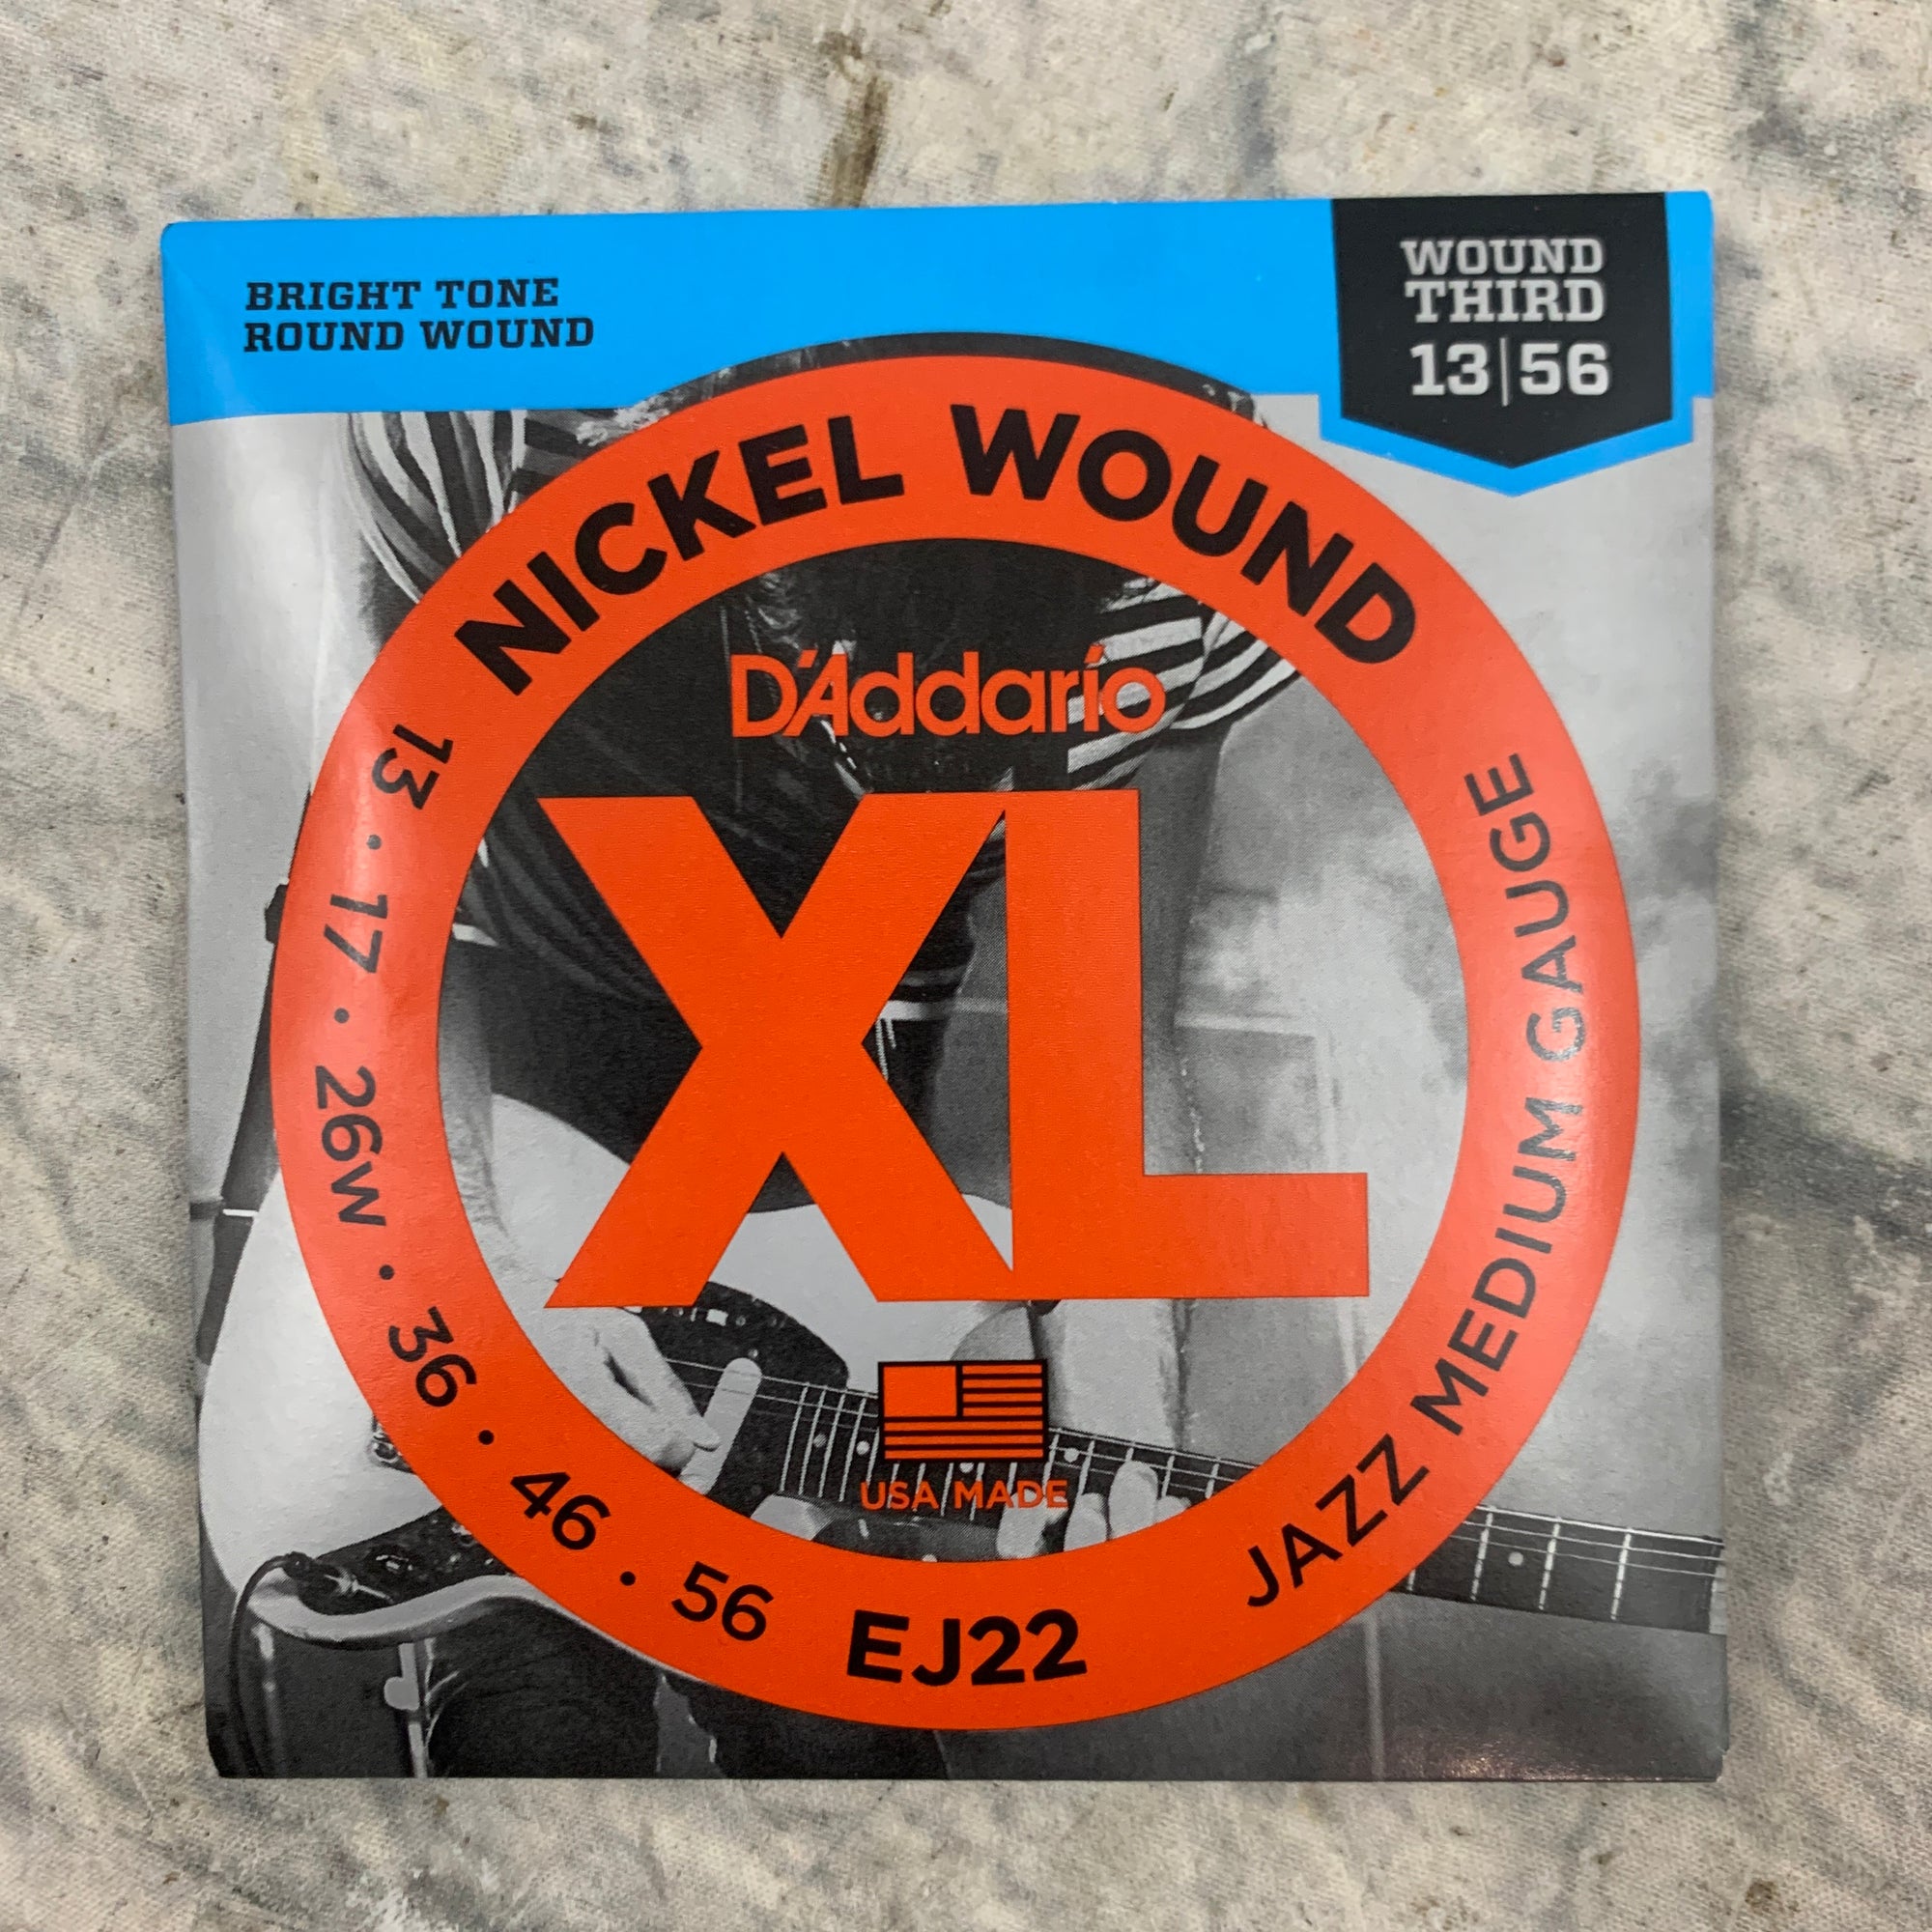 BRIGHT TONE
ROUND WOUND
WOUND
THIRD
13|56
NICKEL WOUND
D'Addario
XL
USA MADE
13 · 17 · 26W · 36 · 46 · 56
EJ22
JAZZ MEDIUM GAUGE